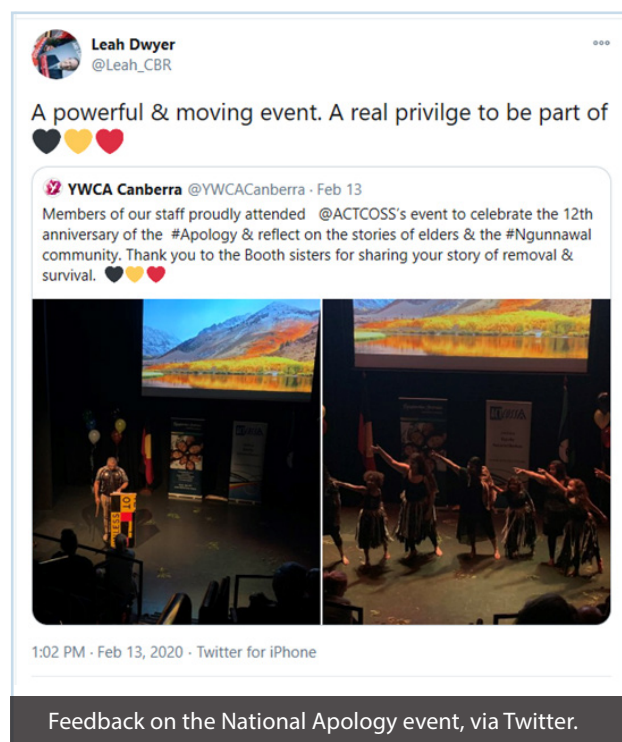 Leah Dwyer
@Leah_CBR
A powerful & moving event. A real privilge to be part of
🖤💛❤️
YWCA Canberra @YWCACanberra · Feb 13
Members of our staff proudly attended @ACTCOSS's event to celebrate the 12th
anniversary of the #Apology & reflect on the stories of elders & the #Ngunnawal
community. Thank you to the Booth sisters for sharing your story of removal &
survival. 🖤💛❤️
1:02 PM · Feb 13, 2020 · Twitter for iPhone
Feedback on the National Apology event, via Twitter.